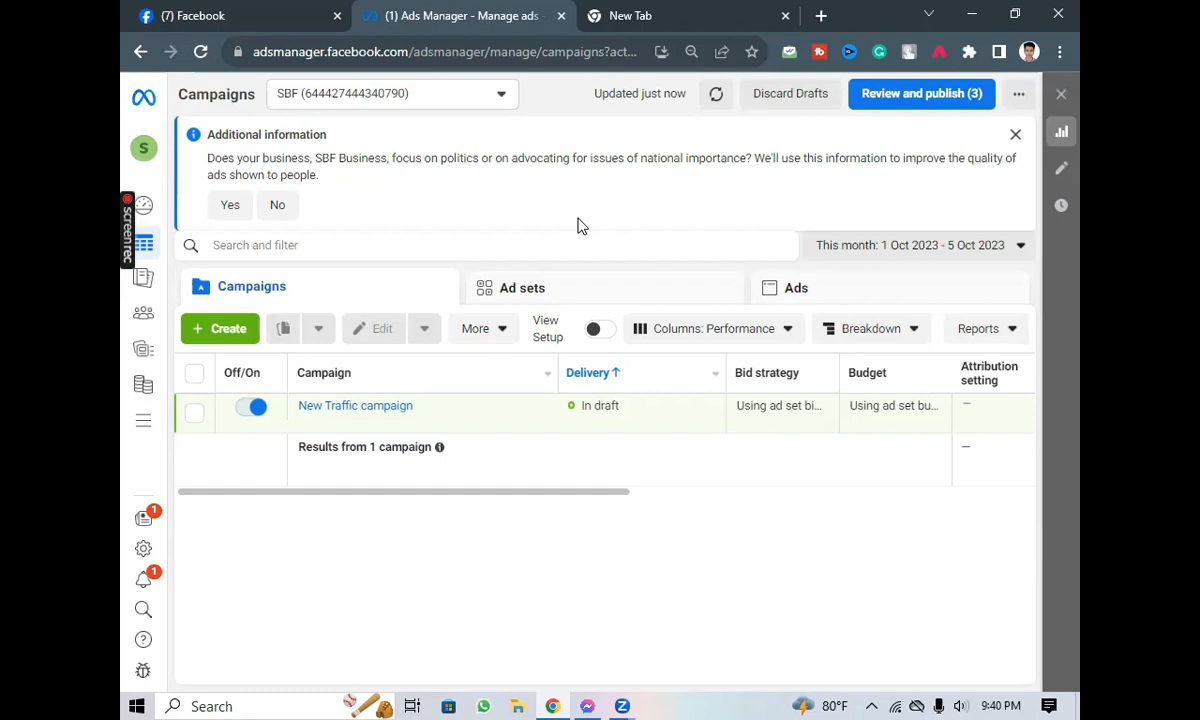 (7) Facebook
(1) Ads Manager - Manage ads -
New Tab
adsmanager.facebook.com/adsmanager/manage/campaigns?act...
Campaigns
SBF (644427444340790)
Updated just now
Discard Drafts
Review and publish (3)
Additional information
Does your business, SBF Business, focus on politics or on advocating for issues of national importance? We'll use this information to improve the quality of
ads shown to people.
Yes
No
S
screenrec
Search and filter
This month: 1 Oct 2023 - 5 Oct 2023
Campaigns
Ad sets
Ads
+ Create
Edit
More
View
Setup
Columns: Performance
Breakdown
Reports
Off/On
Campaign
Delivery ↑
Bid strategy
Budget
Attribution
setting
New Traffic campaign
In draft
Using ad set bi...
Using ad set bu...
—
Results from 1 campaign
—
1
1
Search
80°F
9:40 PM